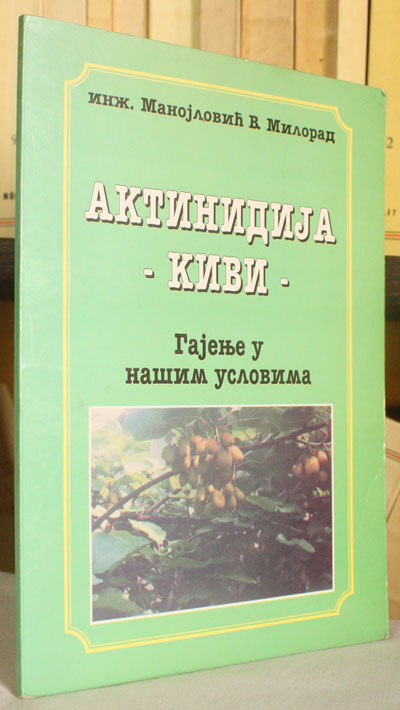 инж. Манојловић В. Милорад
АКТИНИДИЈА
- КИВИ -
Гајење у
нашим условима